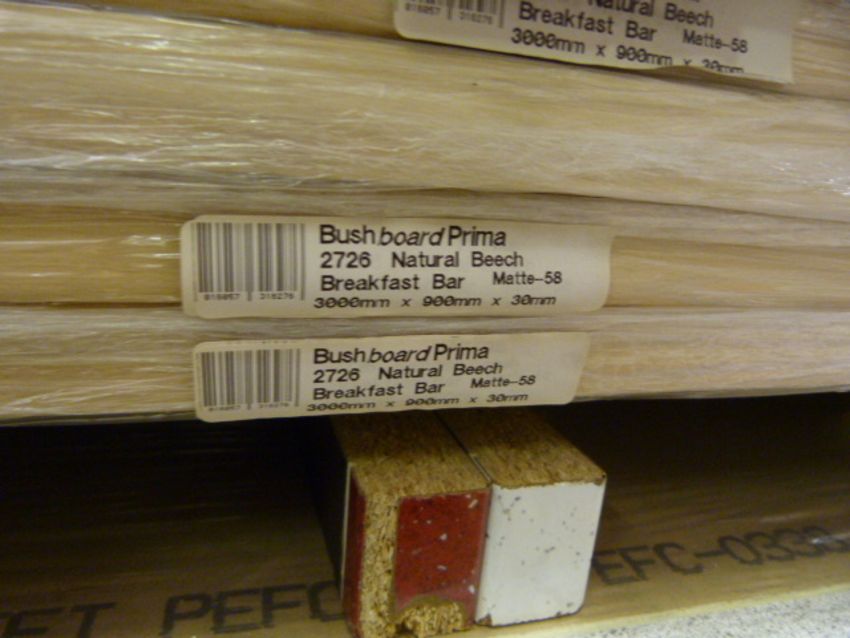 Natural Beech
Breakfast Bar Matte-58
3000mm x 900mm x 30mm
Bushboard Prima
2726 Natural Beech
Breakfast Bar Matte-58
3000mm x 900mm x 30mm
Bushboard Prima
2726 Natural Beech
Breakfast Bar Matte-58
3000mm x 900mm x 30mm
PEFC